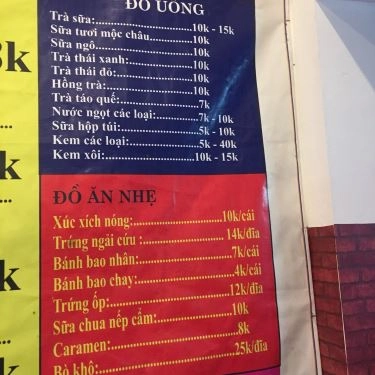 ĐỒ UỐNG
Trà sữa:..................10k - 15k
Sữa tươi mộc châu..........10k
Sữa ngô:..................10k
Trà thái xanh:..................10k
Trà thái đỏ:..................10k
Hồng trà:..................10k
Trà táo quế:..................7k
Nước ngọt các loại:..........7k - 10k
Sữa hộp túi:..................5k - 10k
Kem các loại:..................5k - 40k
Kem xôi:..................10k - 15k
ĐỒ ĂN NHẸ
Xúc xích nóng:..................10k/cái
Trứng ngải cứu :..................14k/đĩa
Bánh bao nhân:..................7k/cái
Bánh bao chay:..................4k/cái
Trứng ốp:..................12k/đĩa
Sữa chua nếp cẩm:..................10k
Caramen:..................8k
Bò khô:..................25k/đĩa